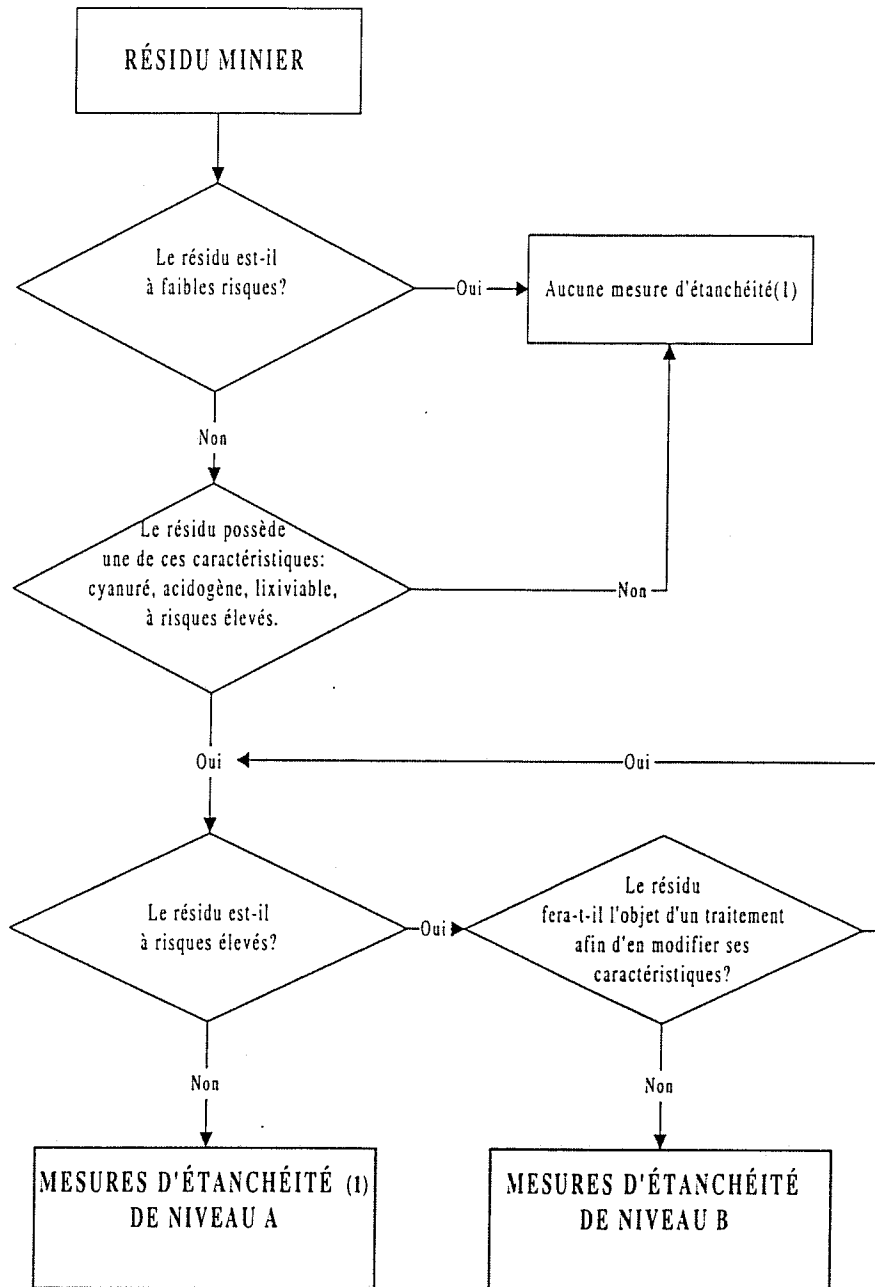 RÉSIDU MINIER
Le résidu est-il
à faibles risques?
Oui
Aucune mesure d'étanchéité(1)
Non
Le résidu possède
une de ces caractéristiques:
cyanuré, acidogène, lixiviable,
à risques élevés.
Non
Oui
Oui
Le résidu est-il
à risques élevés?
Oui
Le résidu
fera-t-il l'objet d'un traitement
afin d'en modifier ses
caractéristiques?
Non
Non
MESURES D'ÉTANCHÉITÉ (1)
DE NIVEAU A
MESURES D'ÉTANCHÉITÉ
DE NIVEAU B